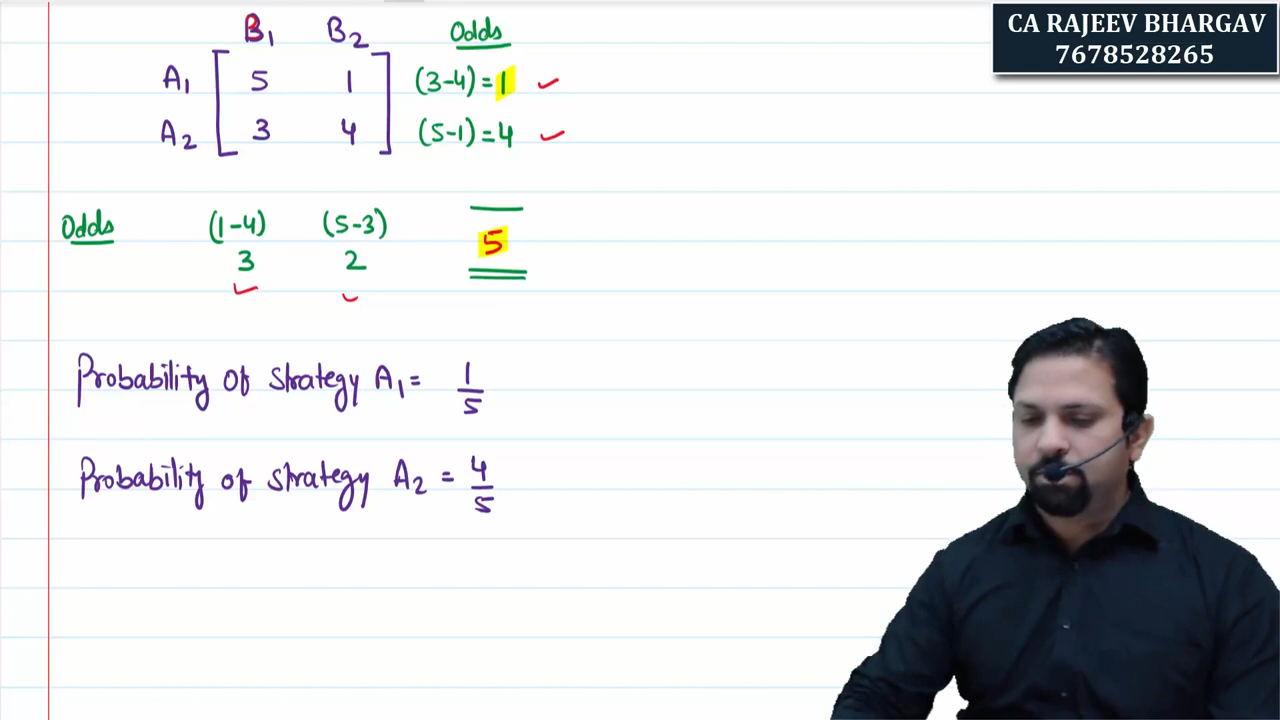 CA RAJEEV BHARGAV
7678528265
B1 B2 Odds
A1 5 1 (3-4) = 1
A2 3 4 (5-1) = 4
Odds (1-4) (5-3)
3 2 5
Probability of strategy A1 = 1/5
Probability of strategy A2 = 4/5